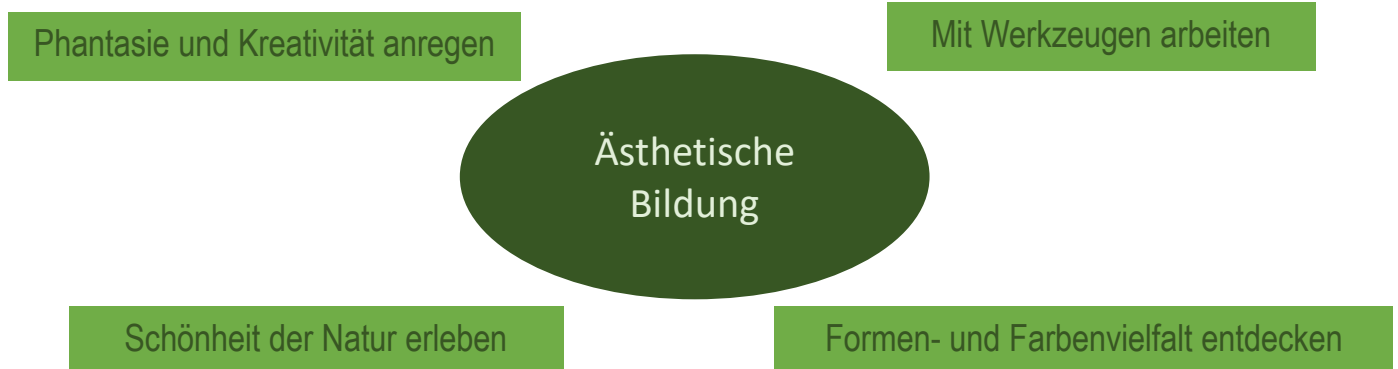 Phantasie und Kreativität anregen
Mit Werkzeugen arbeiten
Ästhetische
Bildung
Schönheit der Natur erleben
Formen- und Farbenvielfalt entdecken